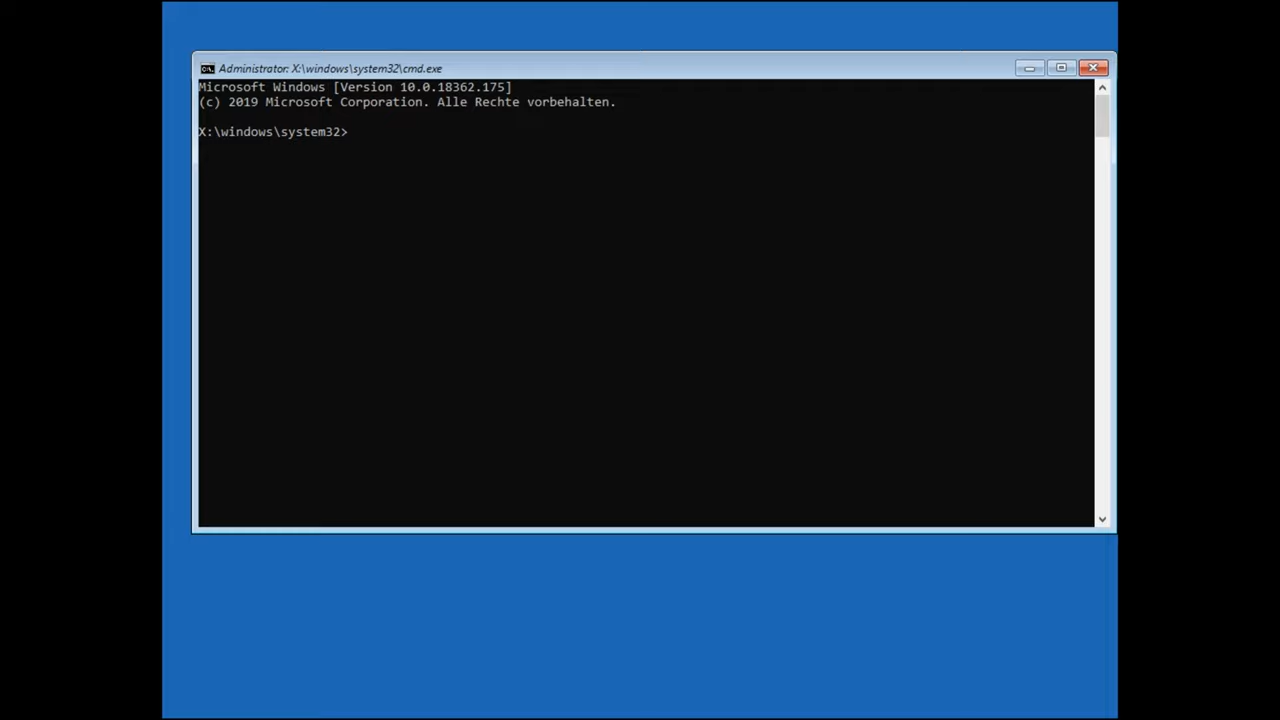 Administrator: X:\windows\system32\cmd.exe
Microsoft Windows [Version 10.0.18362.175]
(c) 2019 Microsoft Corporation. Alle Rechte vorbehalten.
X:\windows\system32>